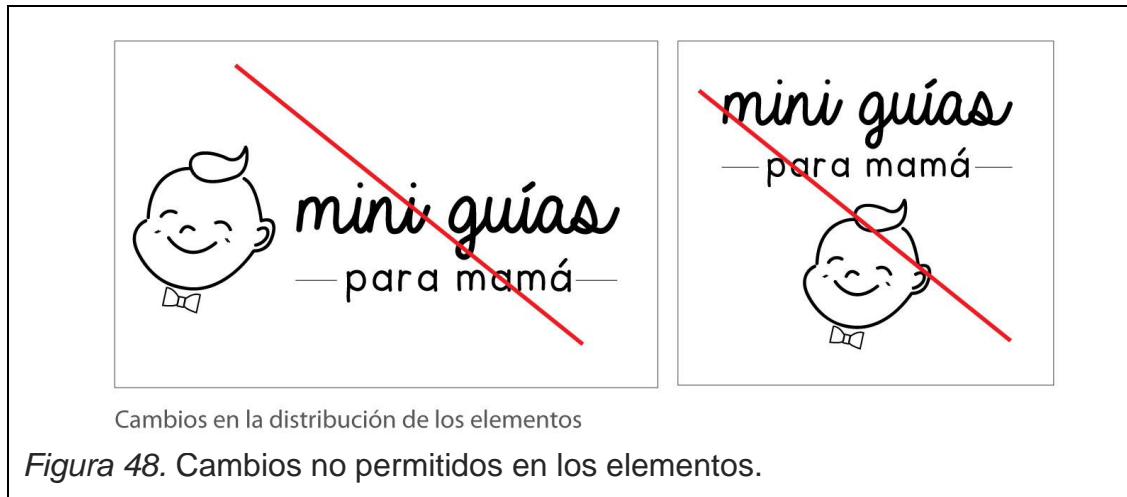 mini guías
para mamá
mini guías
para mamá
Cambios en la distribución de los elementos
Figura 48. Cambios no permitidos en los elementos.